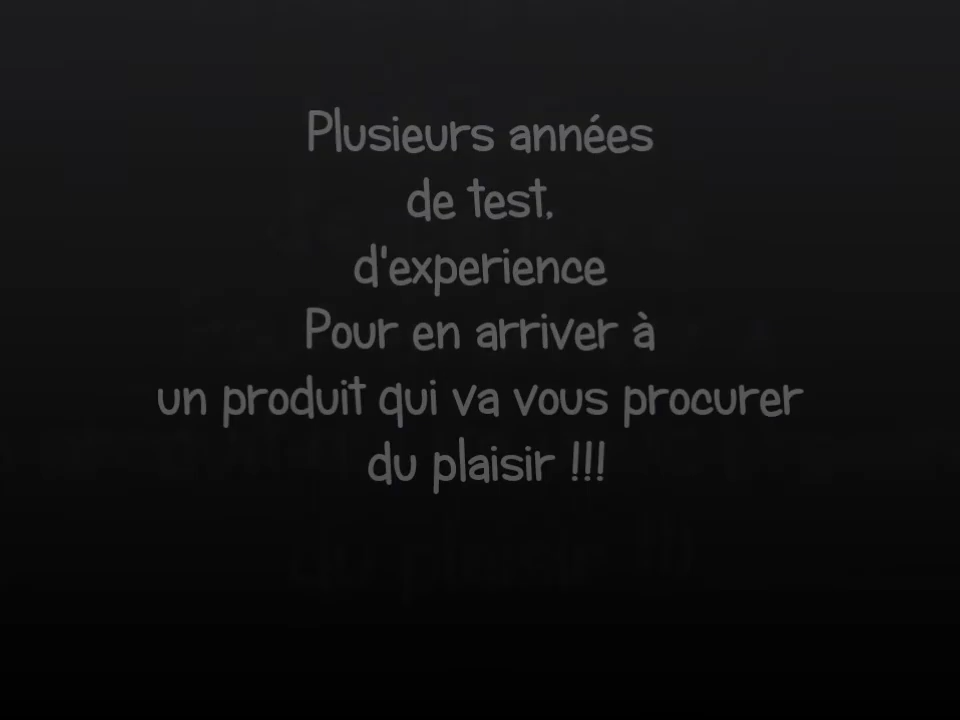 Plusieurs années
de test,
d'experience
Pour en arriver à
un produit qui va vous procurer
du plaisir !!!